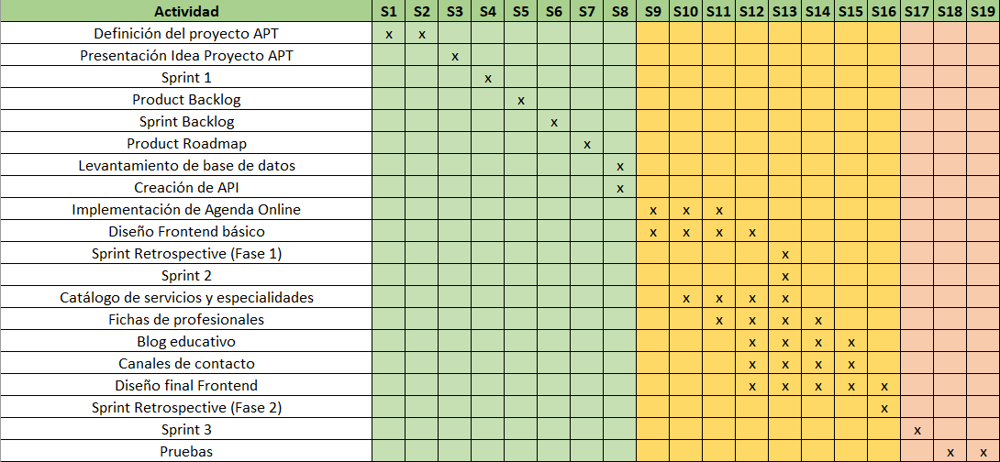 Actividad S1 S2 S3 S4 S5 S6 S7 S8 S9 S10 S11 S12 S13 S14 S15 S16 S17 S18 S19
Definición del proyecto APT x x
Presentación Idea Proyecto APT x
Sprint 1 x
Product Backlog x
Sprint Backlog x
Product Roadmap x
Levantamiento de base de datos x
Creación de API x
Implementación de Agenda Online x x x
Diseño Frontend básico x x x x
Sprint Retrospective (Fase 1) x
Sprint 2 x
Catálogo de servicios y especialidades x x x x
Fichas de profesionales x x x x
Blog educativo x x x x
Canales de contacto x x x x
Diseño final Frontend x x x x x
Sprint Retrospective (Fase 2) x
Sprint 3 x
Pruebas x x